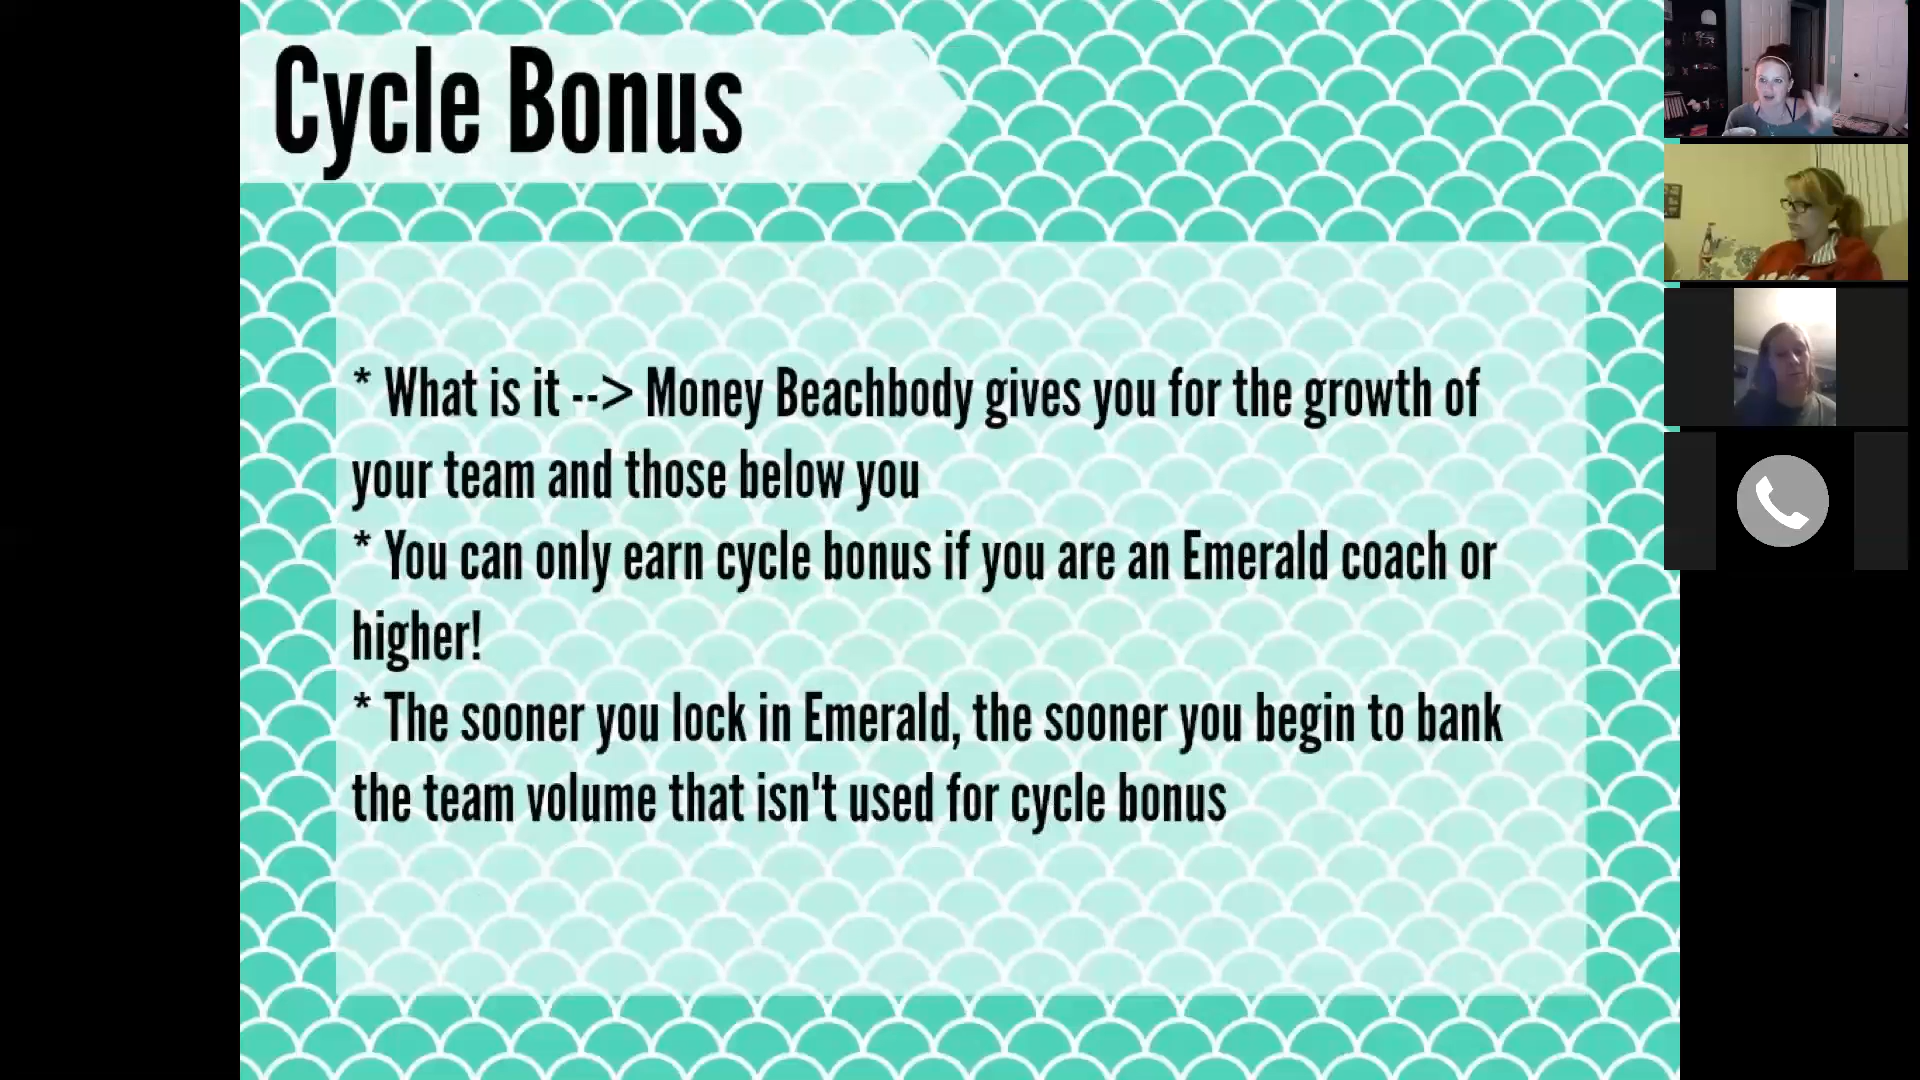 Cycle Bonus
* What is it --> Money Beachbody gives you for the growth of
your team and those below you
* You can only earn cycle bonus if you are an Emerald coach or
higher!
* The sooner you lock in Emerald, the sooner you begin to bank
the team volume that isn't used for cycle bonus